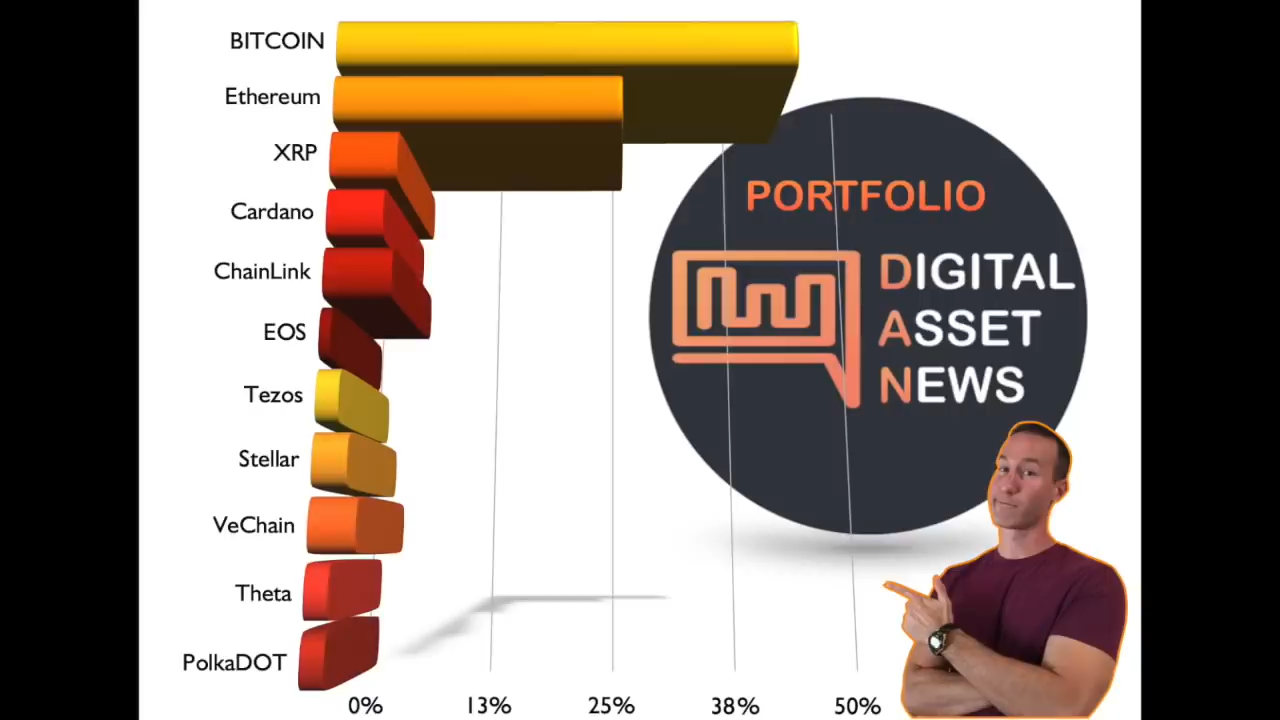 BITCOIN
Ethereum
XRP
Cardano
ChainLink
EOS
Tezos
Stellar
VeChain
Theta
PolkaDOT
0% 13% 25% 38% 50%
PORTFOLIO
DIGITAL
ASSET
NEWS